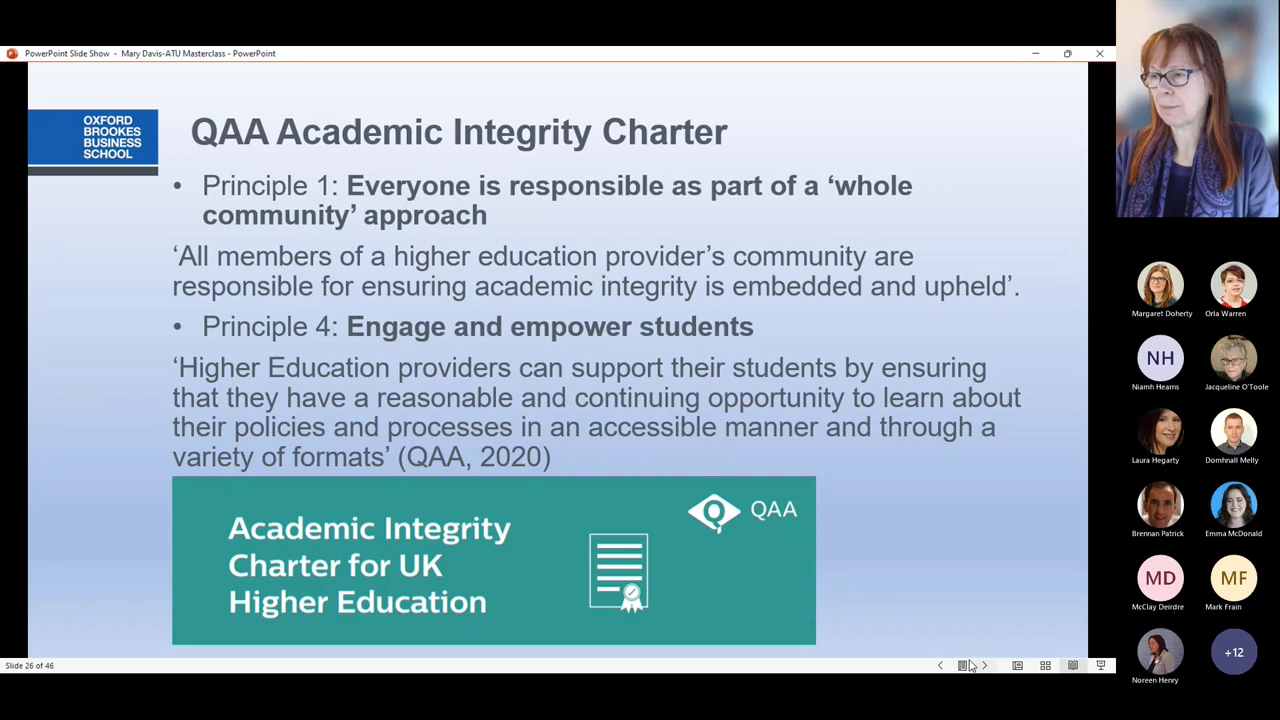 PowerPoint Slide Show - Mary Davis-ATU Masterclass - PowerPoint
OXFORD
BROOKES
BUSINESS
SCHOOL
QAA Academic Integrity Charter
• Principle 1: Everyone is responsible as part of a ‘whole
community’ approach
‘All members of a higher education provider’s community are
responsible for ensuring academic integrity is embedded and upheld’.
• Principle 4: Engage and empower students
‘Higher Education providers can support their students by ensuring
that they have a reasonable and continuing opportunity to learn about
their policies and processes in an accessible manner and through a
variety of formats’ (QAA, 2020)
QAA
Academic Integrity
Charter for UK
Higher Education
Slide 26 of 46
Margaret Doherty
Orla Warren
NH
Niamh Hearns
Jacqueline O'Toole
Laura Hegarty
Domhnall Melly
Brennan Patrick
Emma McDonald
MD
McClay Deirdre
MF
Mark Frain
Noreen Henry
+12